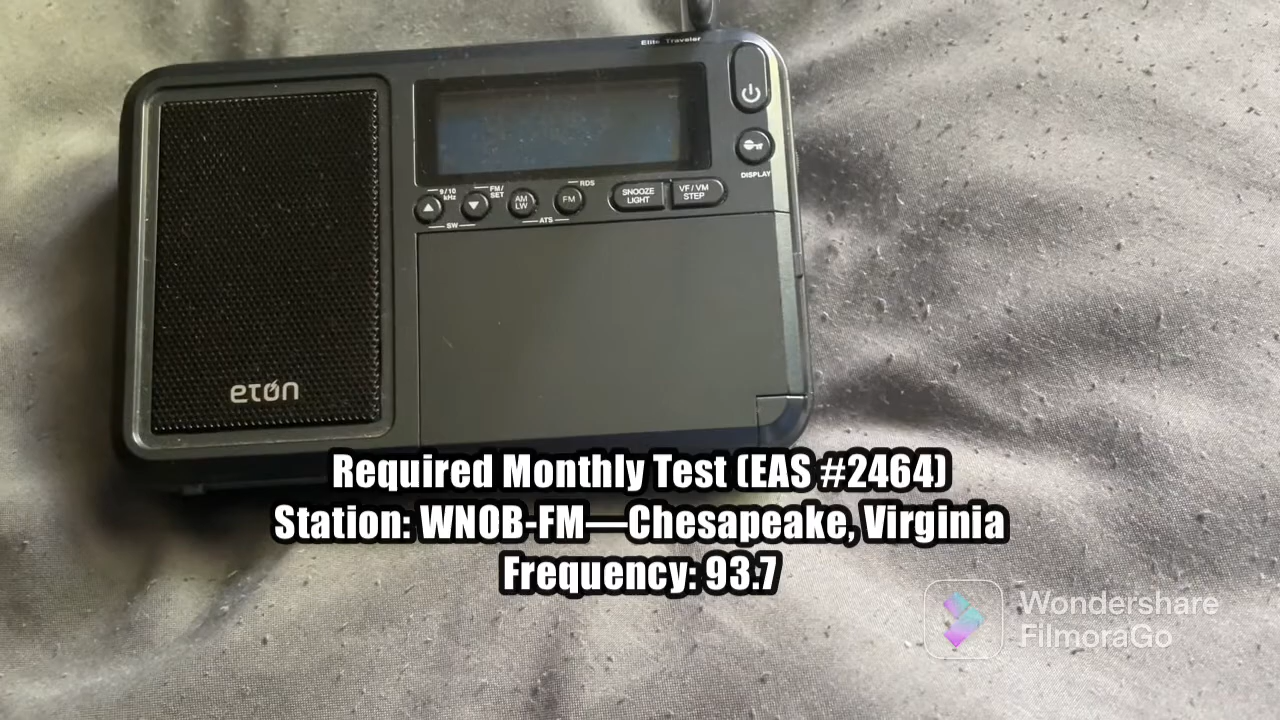 Elite Traveler
DISPLAY
9/10
kHz
FM/
SET
AM
LW
FM
RDS
SNOOZE
LIGHT
VF / VM
STEP
SW
ATS
etón
Required Monthly Test (EAS #2464)
Station: WNOB-FM—Chesapeake, Virginia
Frequency: 93.7
Wondershare
FilmoraGo